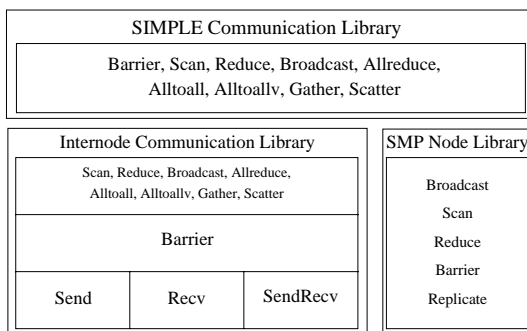 SIMPLE Communication Library
Barrier, Scan, Reduce, Broadcast, Allreduce,
Alltoall, Alltoallv, Gather, Scatter
Internode Communication Library
Scan, Reduce, Broadcast, Allreduce,
Alltoall, Alltoallv, Gather, Scatter
Barrier
Send
Recv
SendRecv
SMP Node Library
Broadcast
Scan
Reduce
Barrier
Replicate